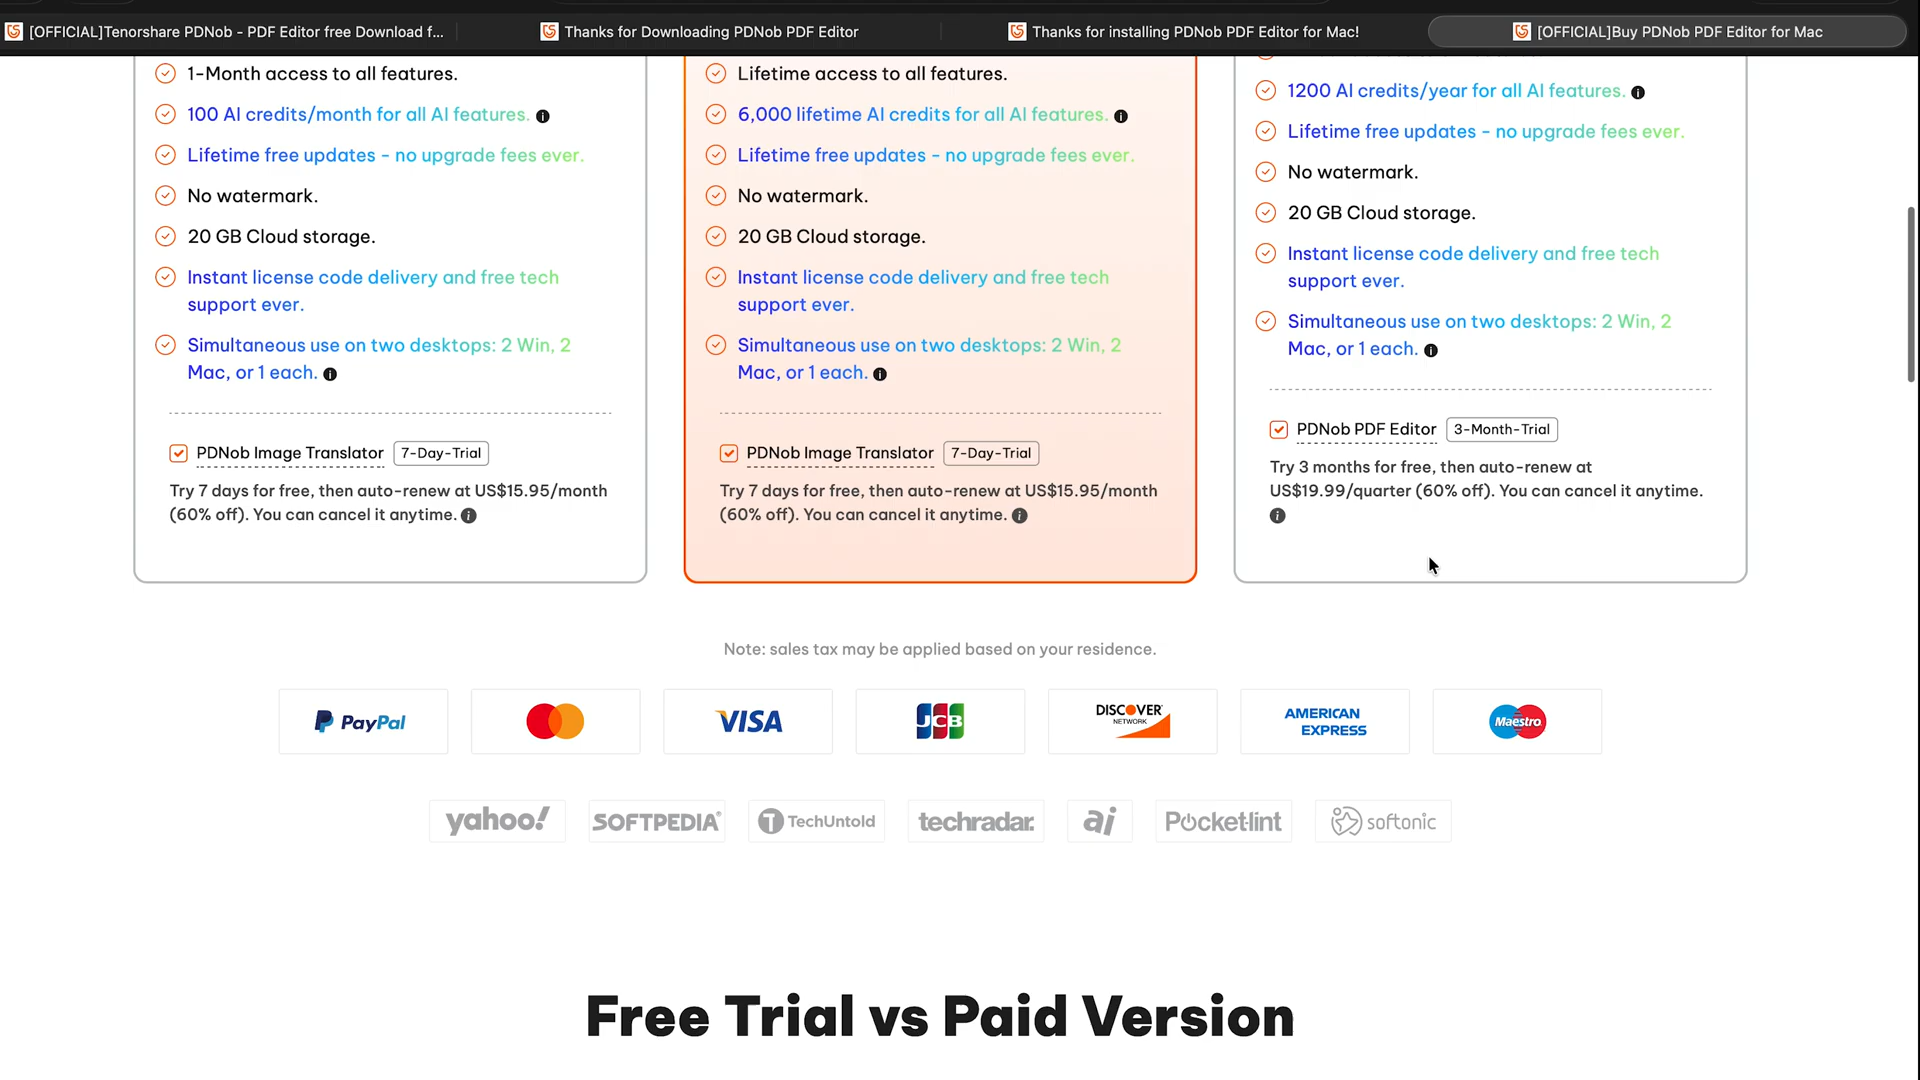 [OFFICIAL]Tenorshare PDNob - PDF Editor free Download f...
Thanks for Downloading PDNob PDF Editor
Thanks for installing PDNob PDF Editor for Mac!
[OFFICIAL]Buy PDNob PDF Editor for Mac
1-Month access to all features.
100 AI credits/month for all AI features.
Lifetime free updates - no upgrade fees ever.
No watermark.
20 GB Cloud storage.
Instant license code delivery and free tech
support ever.
Simultaneous use on two desktops: 2 Win, 2
Mac, or 1 each.
PDNob Image Translator 7-Day-Trial
Try 7 days for free, then auto-renew at US$15.95/month
(60% off). You can cancel it anytime.
Lifetime access to all features.
6,000 lifetime AI credits for all AI features.
Lifetime free updates - no upgrade fees ever.
No watermark.
20 GB Cloud storage.
Instant license code delivery and free tech
support ever.
Simultaneous use on two desktops: 2 Win, 2
Mac, or 1 each.
PDNob Image Translator 7-Day-Trial
Try 7 days for free, then auto-renew at US$15.95/month
(60% off). You can cancel it anytime.
1200 AI credits/year for all AI features.
Lifetime free updates - no upgrade fees ever.
No watermark.
20 GB Cloud storage.
Instant license code delivery and free tech
support ever.
Simultaneous use on two desktops: 2 Win, 2
Mac, or 1 each.
PDNob PDF Editor 3-Month-Trial
Try 3 months for free, then auto-renew at
US$19.99/quarter (60% off). You can cancel it anytime.
Note: sales tax may be applied based on your residence.
PayPal
VISA
JCB
DISCOVER
NETWORK
AMERICAN
EXPRESS
Maestro
yahoo!
SOFTPEDIA®
TechUntold
techradar.
ai
Pocket-lint
softonic
Free Trial vs Paid Version